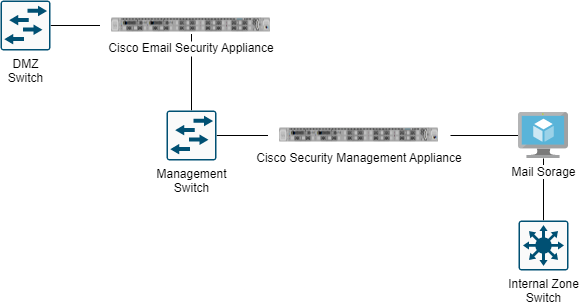 Cisco Email Security Appliance
DMZ
Switch
Cisco Security Management Appliance
Management
Switch
Mail Sorage
Internal Zone
Switch